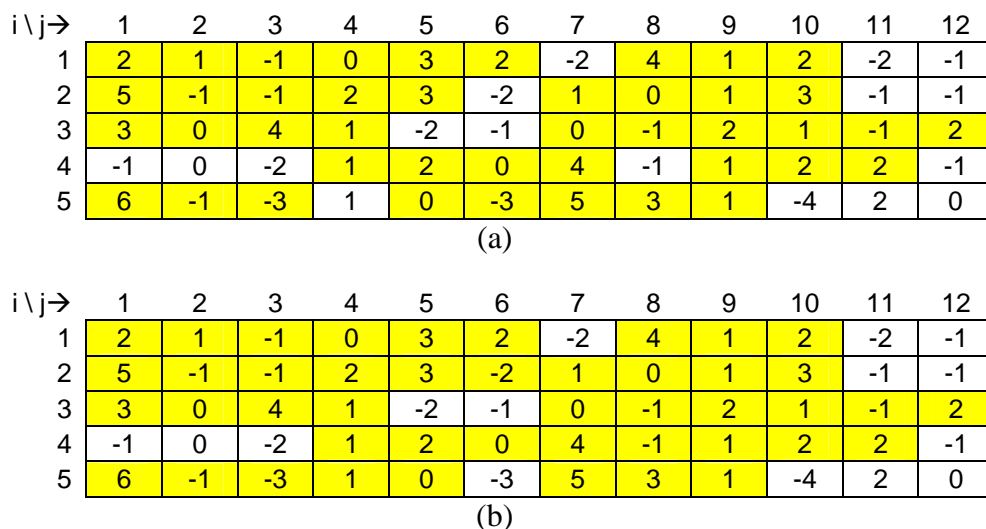 i \ j→ 1 2 3 4 5 6 7 8 9 10 11 12
1 2 1 -1 0 3 2 -2 4 1 2 -2 -1
2 5 -1 -1 2 3 -2 1 0 1 3 -1 -1
3 3 0 4 1 -2 -1 0 -1 2 1 -1 2
4 -1 0 -2 1 2 0 4 -1 1 2 2 -1
5 6 -1 -3 1 0 -3 5 3 1 -4 2 0
(a)
i \ j→ 1 2 3 4 5 6 7 8 9 10 11 12
1 2 1 -1 0 3 2 -2 4 1 2 -2 -1
2 5 -1 -1 2 3 -2 1 0 1 3 -1 -1
3 3 0 4 1 -2 -1 0 -1 2 1 -1 2
4 -1 0 -2 1 2 0 4 -1 1 2 2 -1
5 6 -1 -3 1 0 -3 5 3 1 -4 2 0
(b)